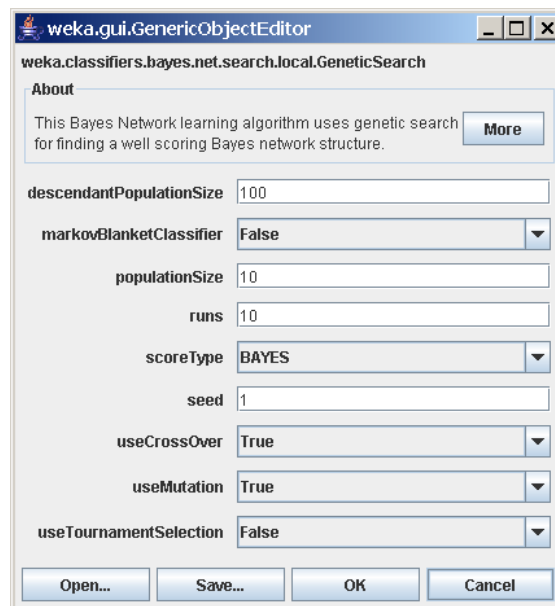 weka.gui.GenericObjectEditor
weka.classifiers.bayes.net.search.local.GeneticSearch
About
This Bayes Network learning algorithm uses genetic search
for finding a well scoring Bayes network structure.
More
descendantPopulationSize 100
markovBlanketClassifier False
populationSize 10
runs 10
scoreType BAYES
seed 1
useCrossOver True
useMutation True
useTournamentSelection False
Open... Save... OK Cancel